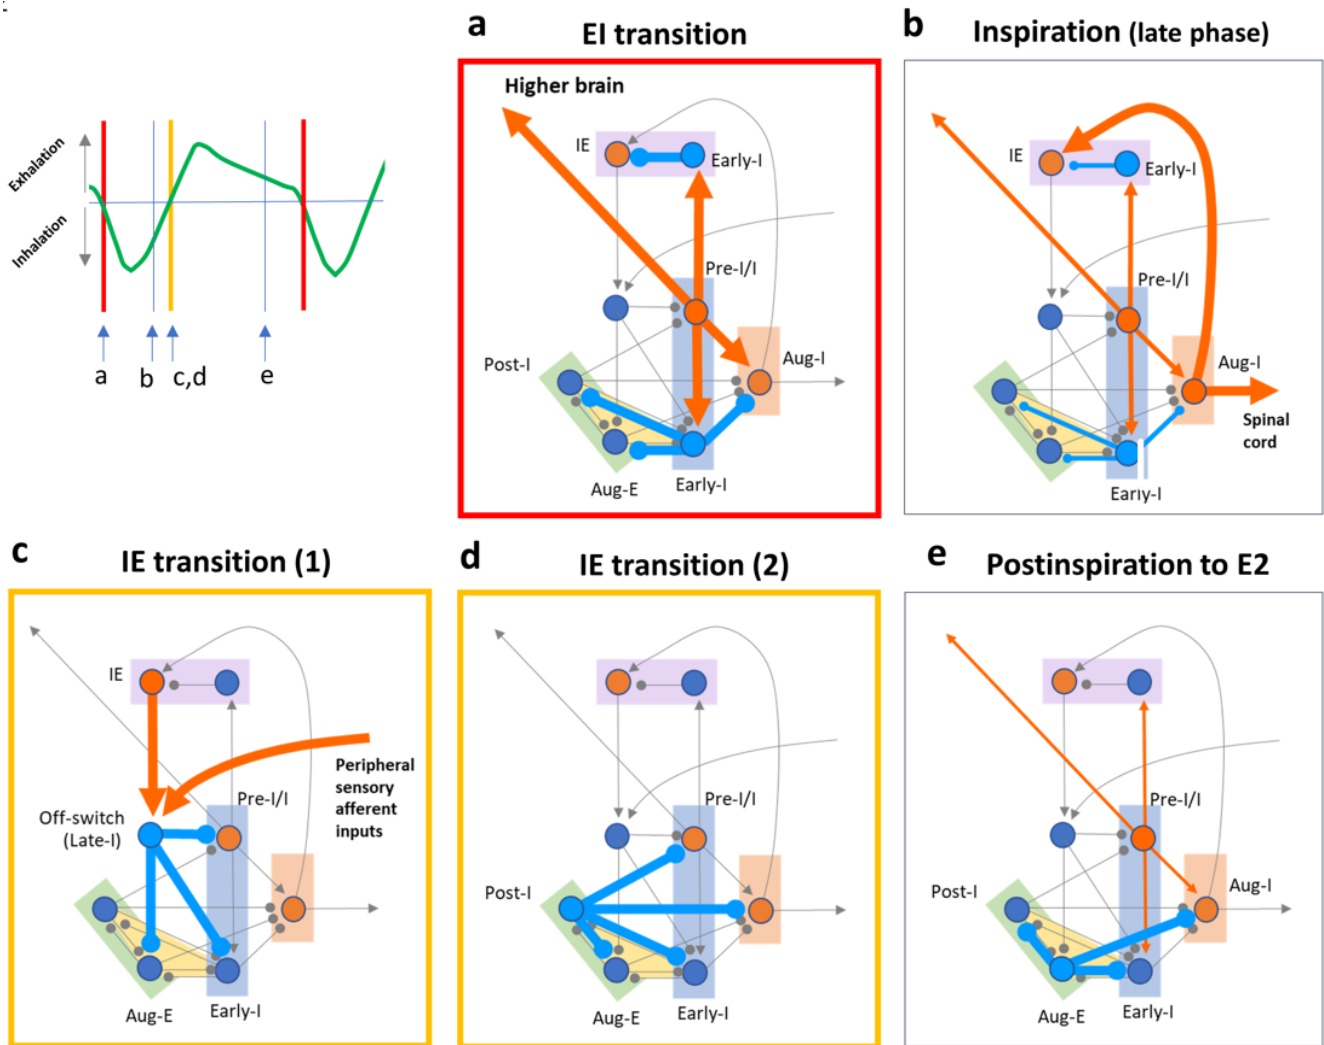 Exhalation
Inhalation
a
b
c,d
e
a
EI transition
Higher brain
IE
Early-I
Pre-I/I
Post-I
Aug-I
Aug-E
Early-I
b
Inspiration (late phase)
IE
Early-I
Pre-I/I
Aug-I
Spinal
cord
Early-I
c
IE transition (1)
IE
Peripheral
sensory
afferent
inputs
Pre-I/I
Off-switch
(Late-I)
Aug-E
Early-I
d
IE transition (2)
Pre-I/I
Post-I
Aug-E
Early-I
e
Postinspiration to E2
Pre-I/I
Post-I
Aug-I
Aug-E
Early-I